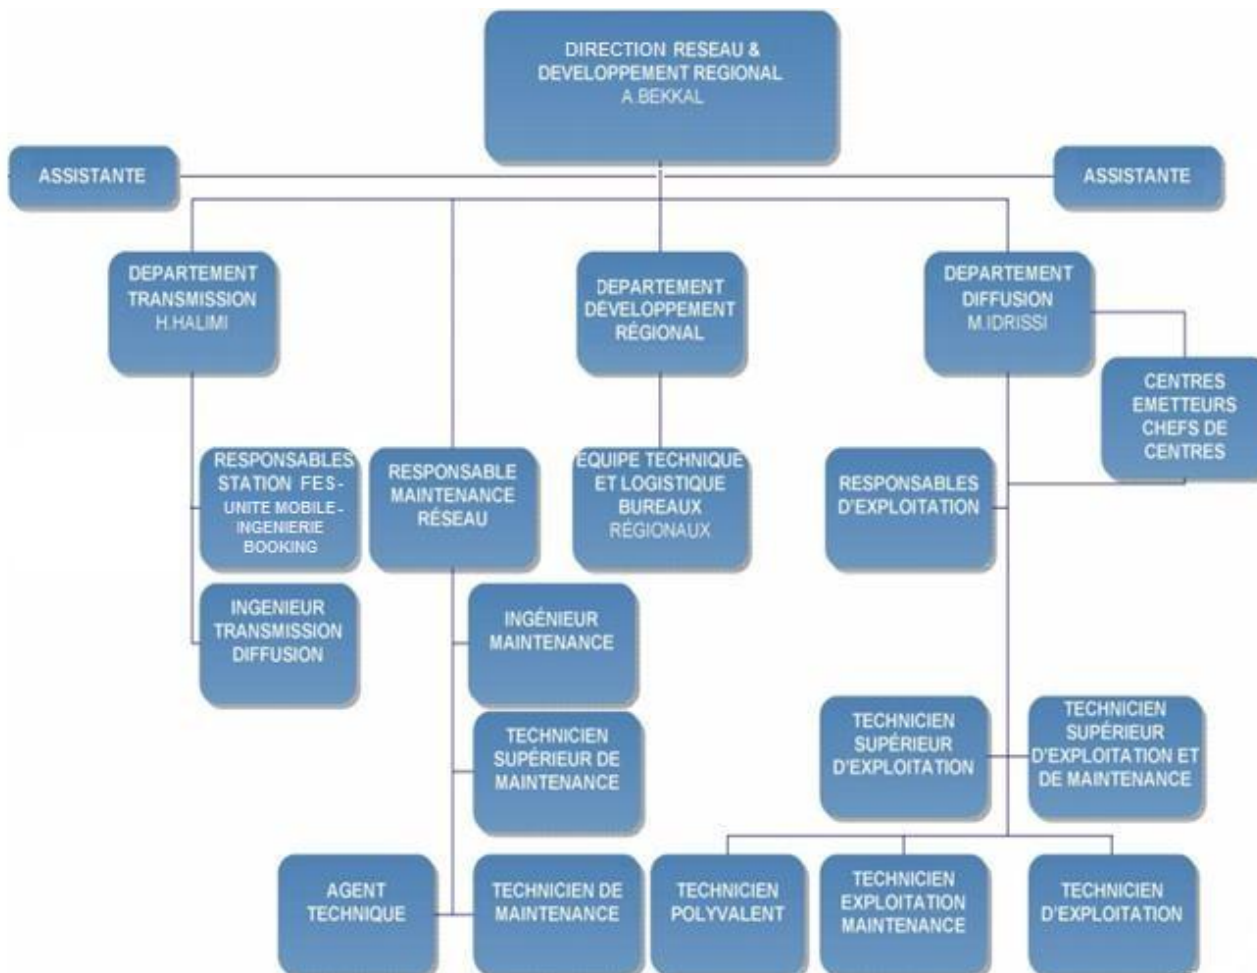 DIRECTION RESEAU &
DEVELOPPEMENT REGIONAL
A.BEKKAL
ASSISTANTE
ASSISTANTE
DEPARTEMENT
TRANSMISSION
H.HALIMI
DEPARTEMENT
DÉVELOPPEMENT
RÉGIONAL
DEPARTEMENT
DIFFUSION
M.IDRISSI
CENTRES
EMETTEURS
CHEFS DE
CENTRES
RESPONSABLES
STATION FES-
UNITE MOBILE-
INGENIERIE
BOOKING
RESPONSABLE
MAINTENANCE
RÉSEAU
EQUIPE TECHNIQUE
ET LOGISTIQUE
BUREAUX
RÉGIONAUX
RESPONSABLES
D'EXPLOITATION
INGENIEUR
TRANSMISSION
DIFFUSION
INGÉNIEUR
MAINTENANCE
TECHNICIEN
SUPÉRIEUR DE
MAINTENANCE
TECHNICIEN
SUPÉRIEUR
D'EXPLOITATION
TECHNICIEN
SUPÉRIEUR
D'EXPLOITATION ET
DE MAINTENANCE
AGENT
TECHNIQUE
TECHNICIEN DE
MAINTENANCE
TECHNICIEN
POLYVALENT
TECHNICIEN
EXPLOITATION
MAINTENANCE
TECHNICIEN
D'EXPLOITATION